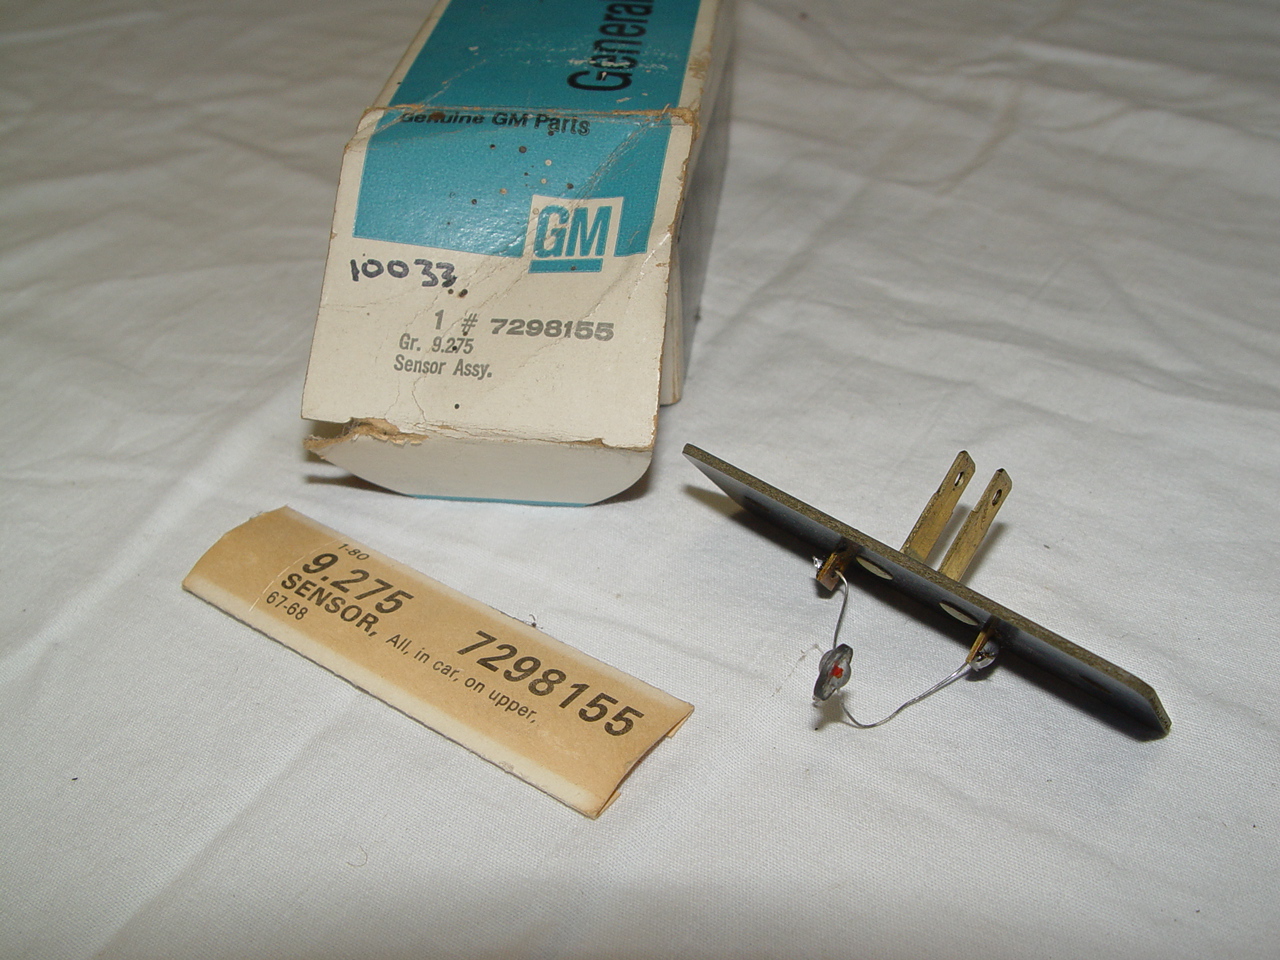 General
Genuine GM Parts
GM
10033
1 # 7298155
Gr. 9.275
Sensor Assy.
1-80
9.275 7298155
SENSOR, All, in car, on upper,
67-68